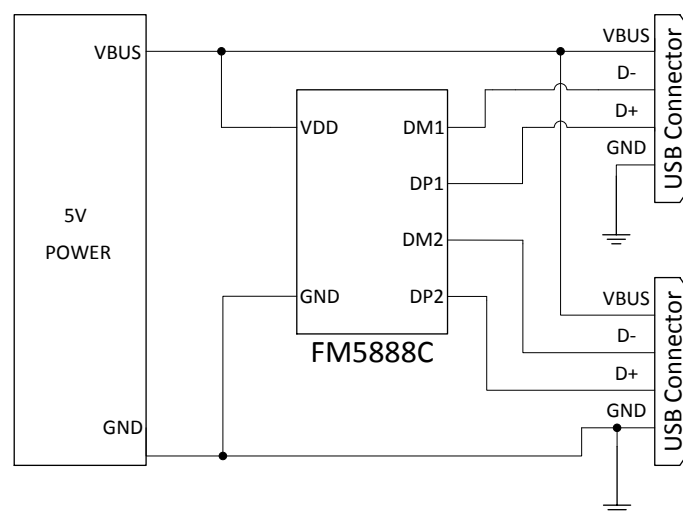 VBUS
5V
POWER
GND
VDD
DM1
DP1
DM2
GND
DP2
FM5888C
VBUS
D-
D+
GND
USB Connector
VBUS
D-
D+
GND
USB Connector